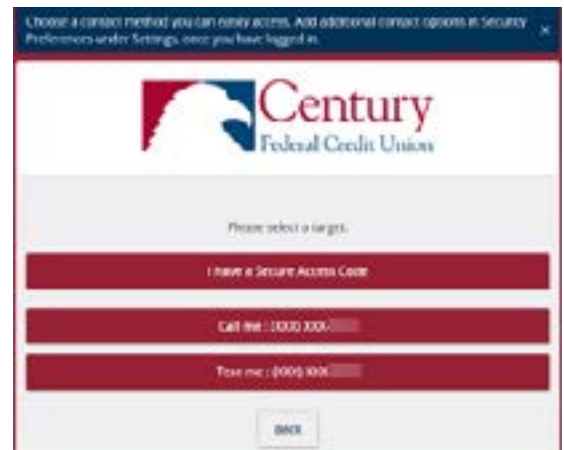 Choose a contact method you can easily access. Add additional contact options in Security
Preferences under Settings, once you have logged in.
×
Century
Federal Credit Union
Please select a target.
I have a Secure Access Code
Call me : (XXX) XXX-
Text me : (XXX) XXX-
Back